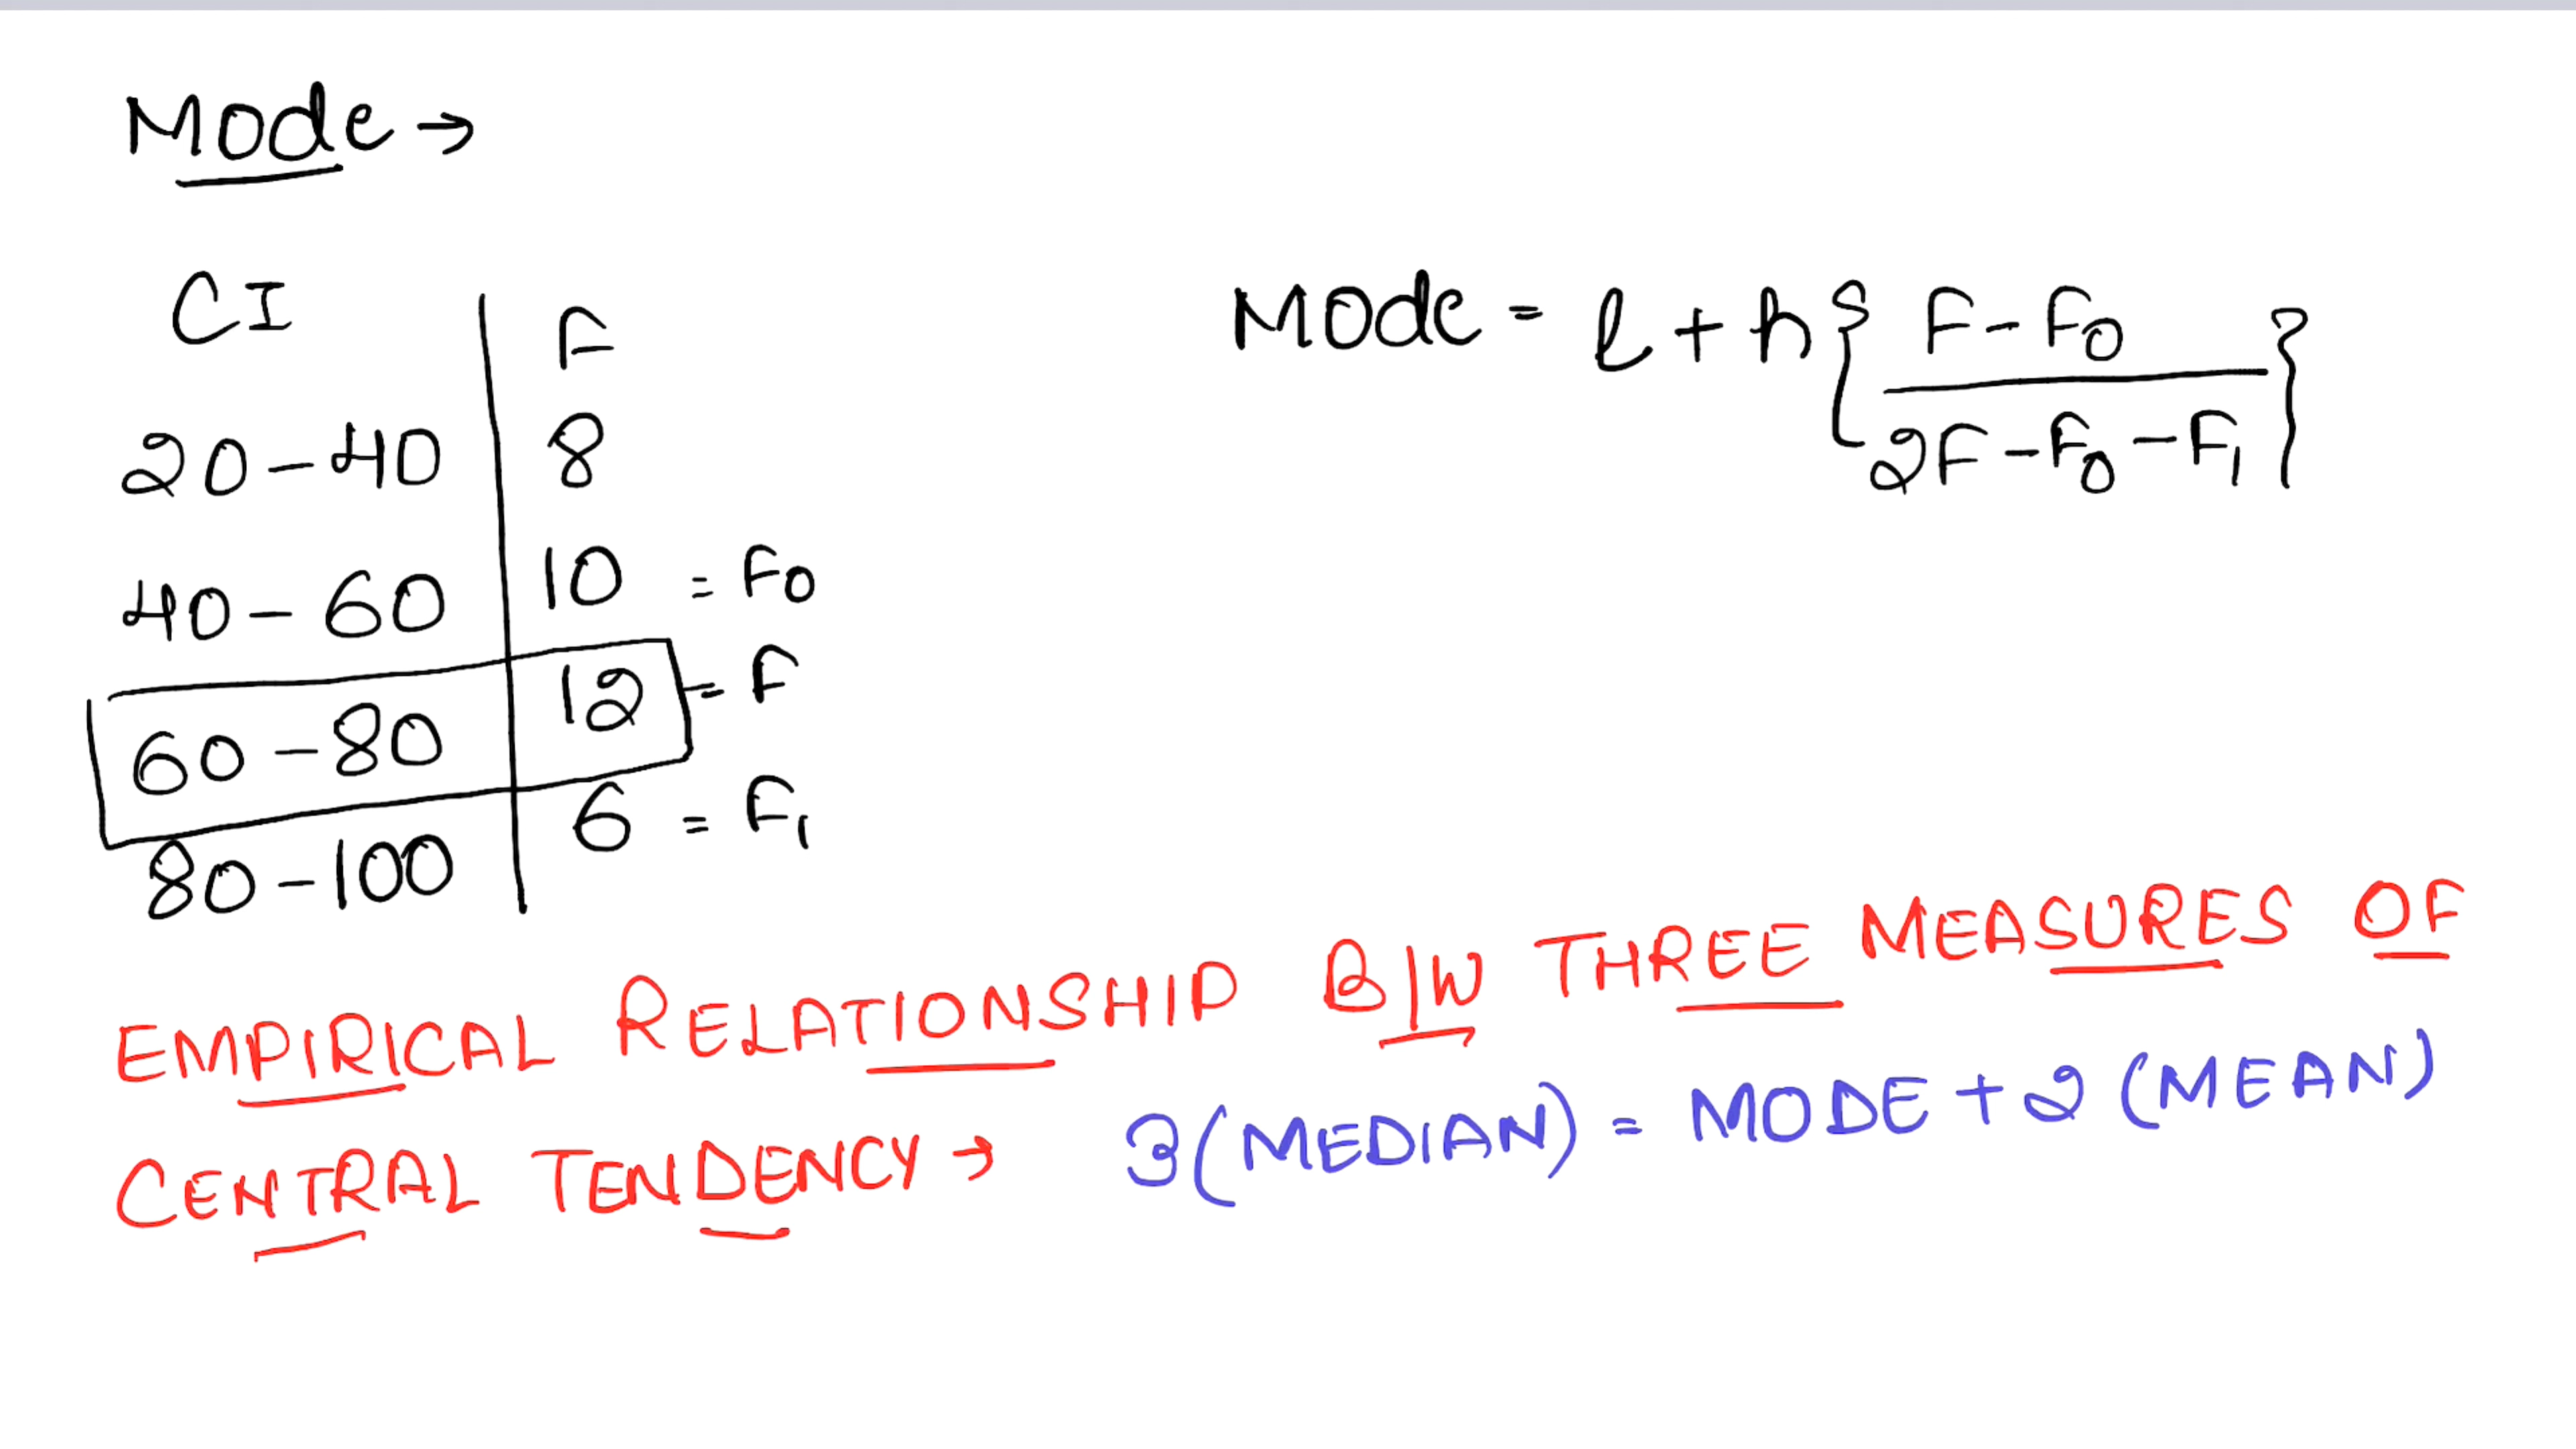 Mode →
CI F
20-40 8
40-60 10 = F0
60-80 12 = F
80-100 6 = F1
Mode = l + h { F-F0 / 2F-F0-F1 }
EMPIRICAL RELATIONSHIP B/W THREE MEASURES OF
CENTRAL TENDENCY → 3(MEDIAN) = MODE + 2(MEAN)